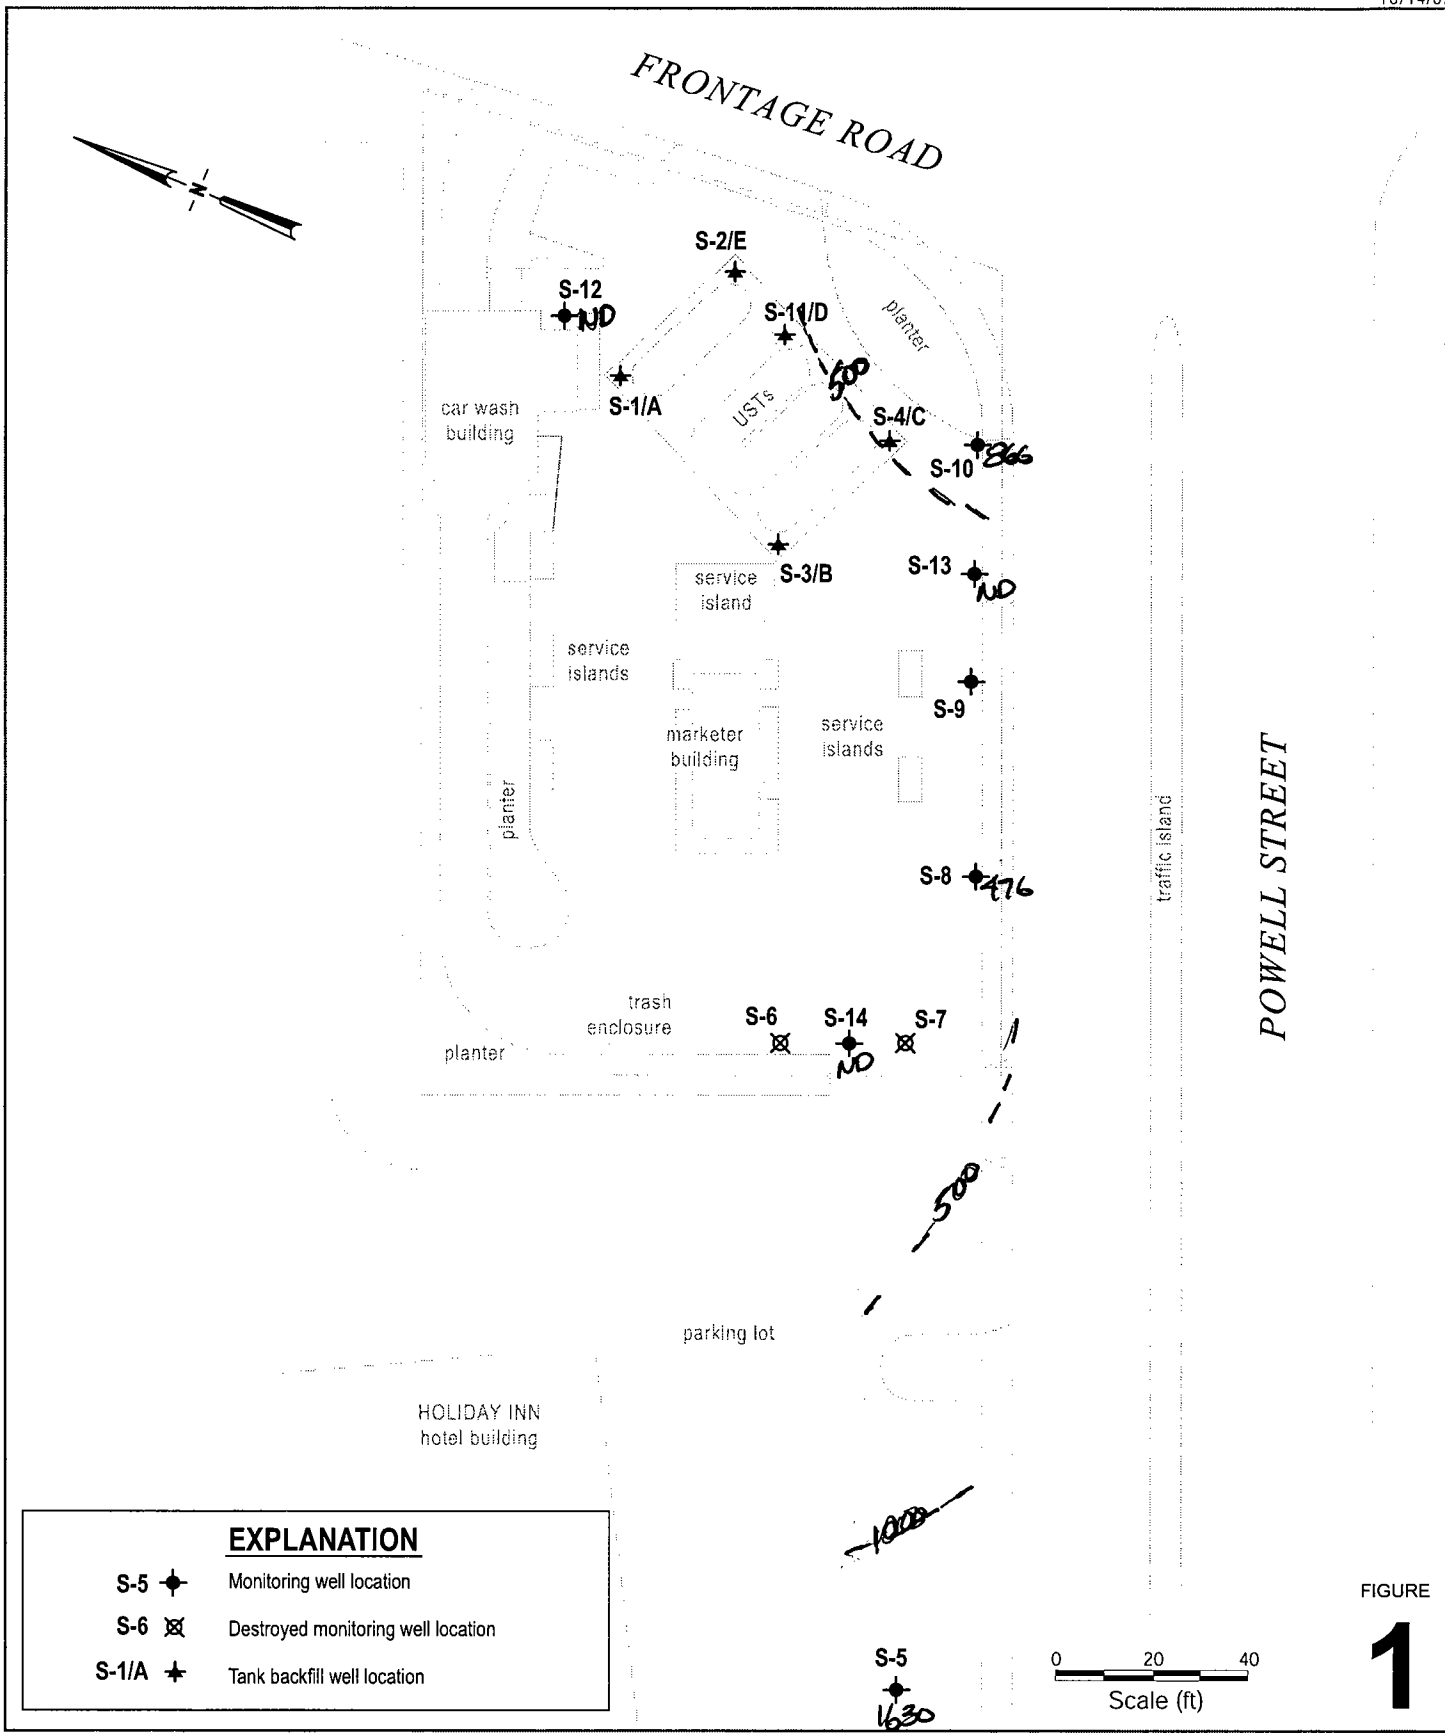 FRONTAGE ROAD
N
S-2/E
S-12
ND
S-11/D
planter
500
S-1/A
USTs
S-4/C
car wash
building
S-10
866
S-3/B
S-13
ND
service
island
service
islands
S-9
marketer
building
service
islands
POWELL STREET
planter
traffic island
S-8
476
trash
enclosure
S-6
S-14
S-7
ND
planter
500
parking lot
HOLIDAY INN
hotel building
1000
EXPLANATION
S-5 Monitoring well location
S-6 Destroyed monitoring well location
S-1/A Tank backfill well location
S-5
1630
0 20 40
Scale (ft)
FIGURE
1